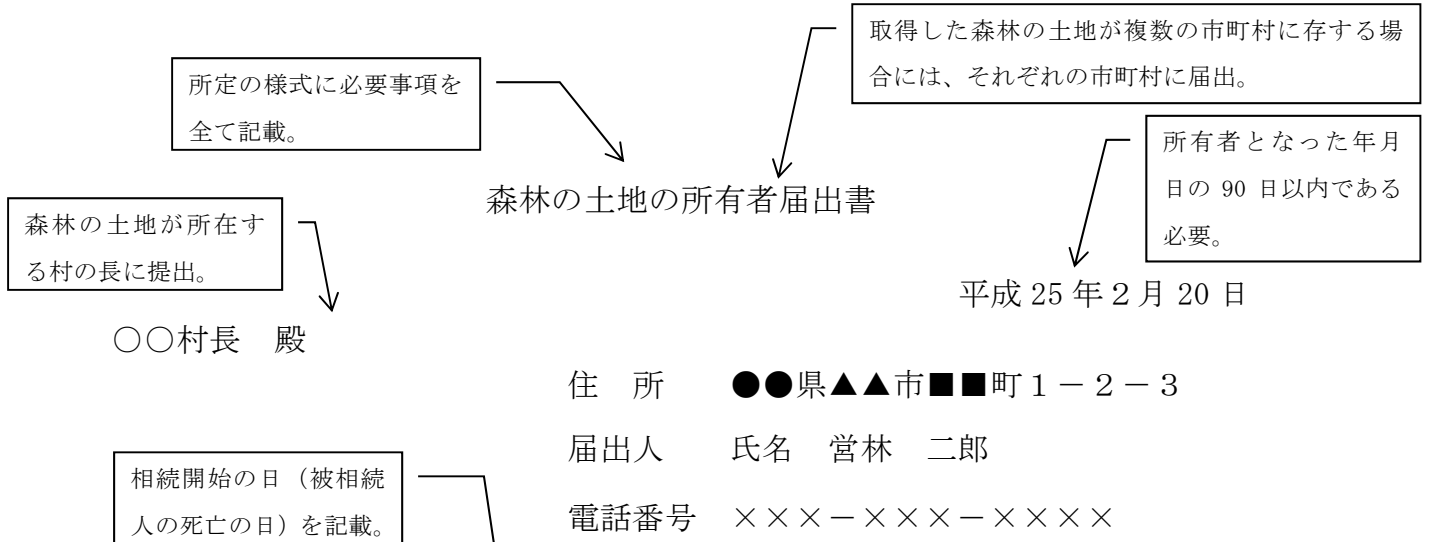 取得した森林の土地が複数の市町村に存する場
合には、それぞれの市町村に届出。
所定の様式に必要事項を
全て記載。
所有者となった年月
日の 90 日以内である
必要。
森林の土地の所有者届出書
森林の土地が所在す
る村の長に提出。
平成 25 年２月 20 日
○○村長　殿
住　所　●●県▲▲市■■町１－２－３
届出人　氏名　営林　二郎
相続開始の日（被相続
人の死亡の日）を記載。
電話番号　×××－×××－××××